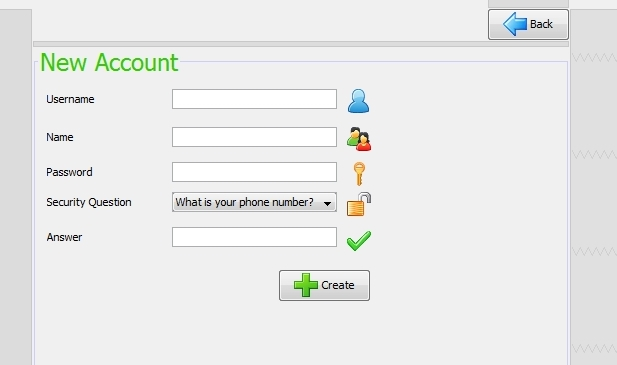 Back
New Account
Username
Name
Password
Security Question What is your phone number?
Answer
Create